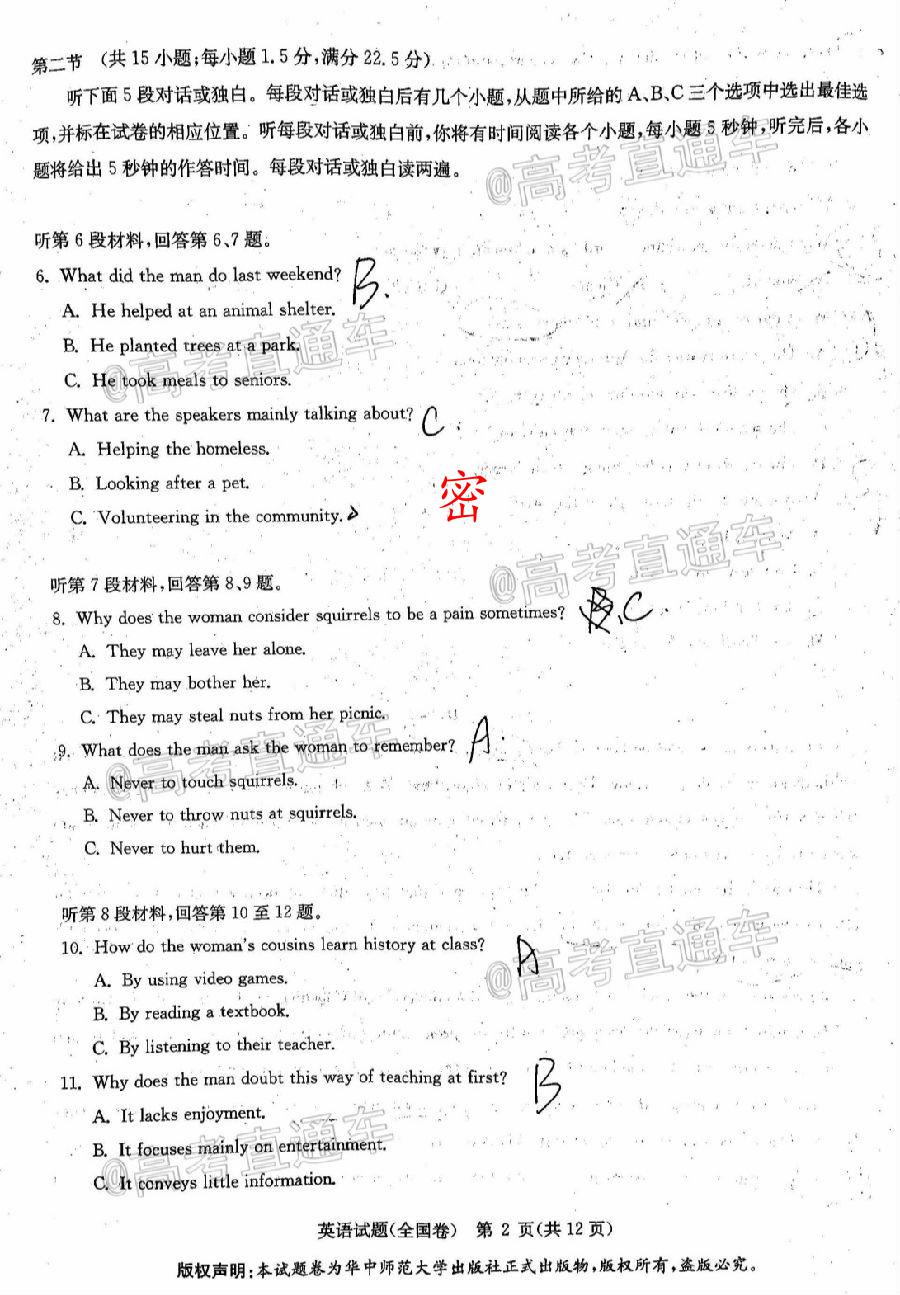 第二节 (共 15 小题;每小题 1.5 分,满分 22.5 分)
听下面 5 段对话或独白。每段对话或独白后有几个小题,从题中所给的 A、B、C 三个选项中选出最佳选
项,并标在试卷的相应位置。听每段对话或独白前,你将有时间阅读各个小题,每小题 5 秒钟,听完后,各小
题将给出 5 秒钟的作答时间。每段对话或独白读两遍。
@高考直通车
听第 6 段材料,回答第 6、7 题。
6. What did the man do last weekend? B.
A. He helped at an animal shelter.
B. He planted trees at a park.
C. He took meals to seniors.
@高考直通车
7. What are the speakers mainly talking about? C.
A. Helping the homeless.
B. Looking after a pet.
密
C. Volunteering in the community.
@高考直通车
听第 7 段材料,回答第 8、9 题。
8. Why does the woman consider squirrels to be a pain sometimes? C
A. They may leave her alone.
B. They may bother her.
C. They may steal nuts from her picnic.
9. What does the man ask the woman to remember? A.
@高考直通车
A. Never to touch squirrels.
B. Never to throw nuts at squirrels.
C. Never to hurt them.
听第 8 段材料,回答第 10 至 12 题。
10. How do the woman's cousins learn history at class? A
@高考直通车
A. By using video games.
B. By reading a textbook.
C. By listening to their teacher.
11. Why does the man doubt this way of teaching at first? B
A. It lacks enjoyment.
B. It focuses mainly on entertainment.
@高考直通车
C. It conveys little information.
英语试题(全国卷) 第 2 页(共 12 页)
版权声明:本试题卷为华中师范大学出版社正式出版物,版权所有,盗版必究。